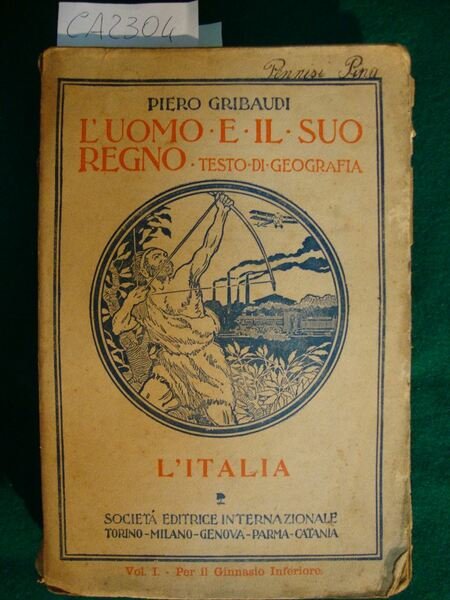 CA2304
Pennisi Pina
PIERO GRIBAUDI
L'UOMO · E · IL · SUO
REGNO · TESTO · DI · GEOGRAFIA
L'ITALIA
SOCIETÁ EDITRICE INTERNAZIONALE
TORINO - MILANO - GENOVA - PARMA - CATANIA
Vol. I. - Per il Ginnasio Inferiore.